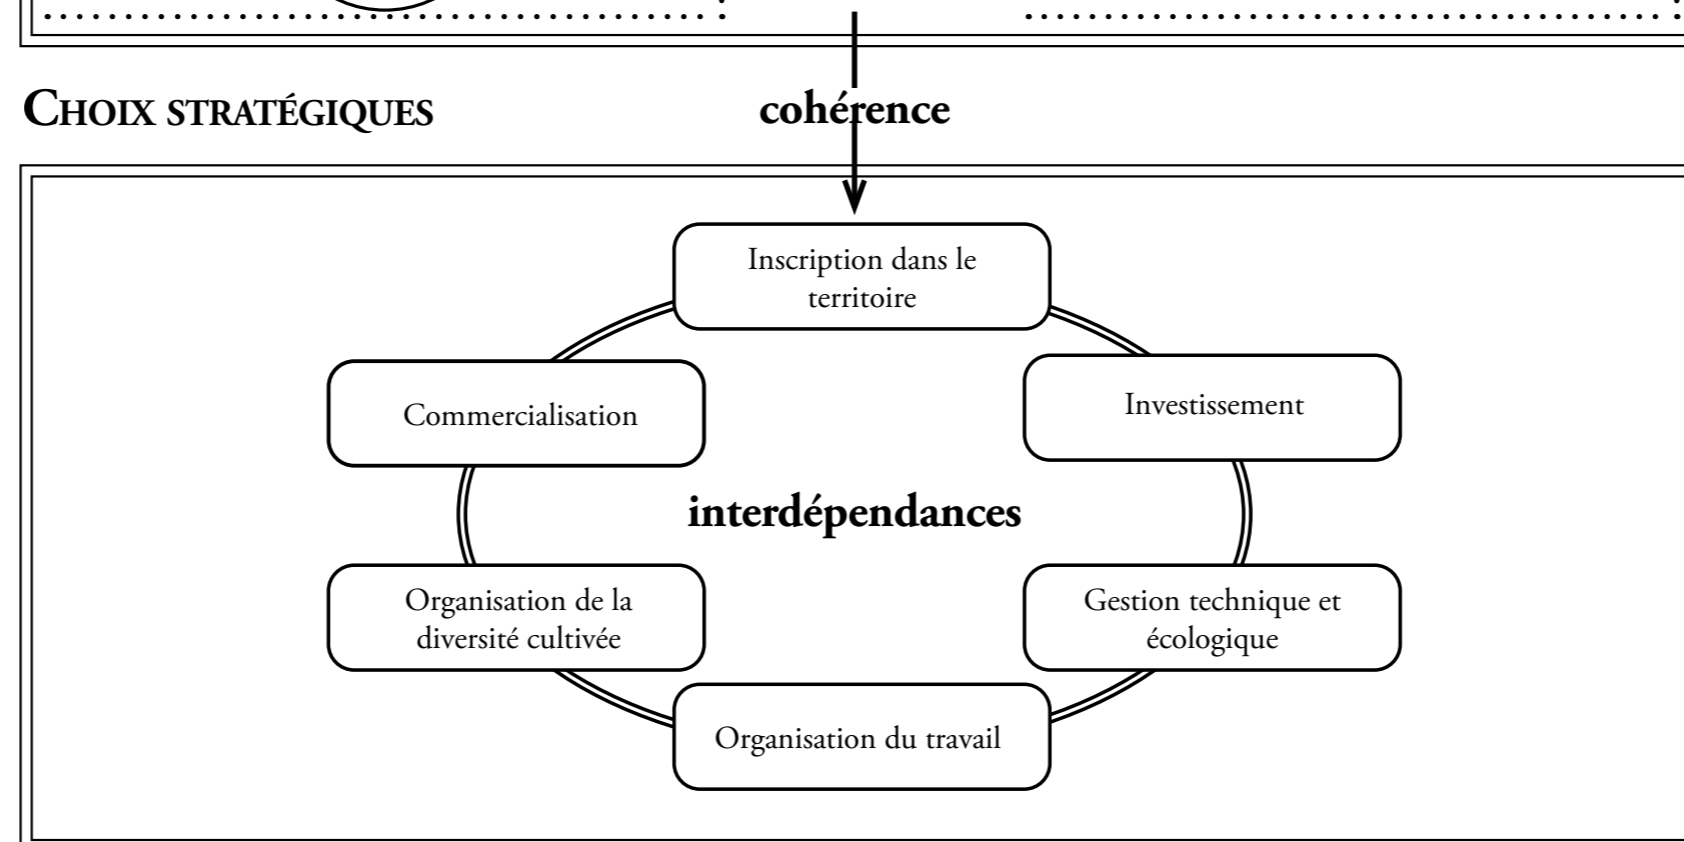 CHOIX STRATÉGIQUES
cohérence
Inscription dans le
territoire
Commercialisation
Investissement
interdépendances
Organisation de la
diversité cultivée
Gestion technique et
écologique
Organisation du travail